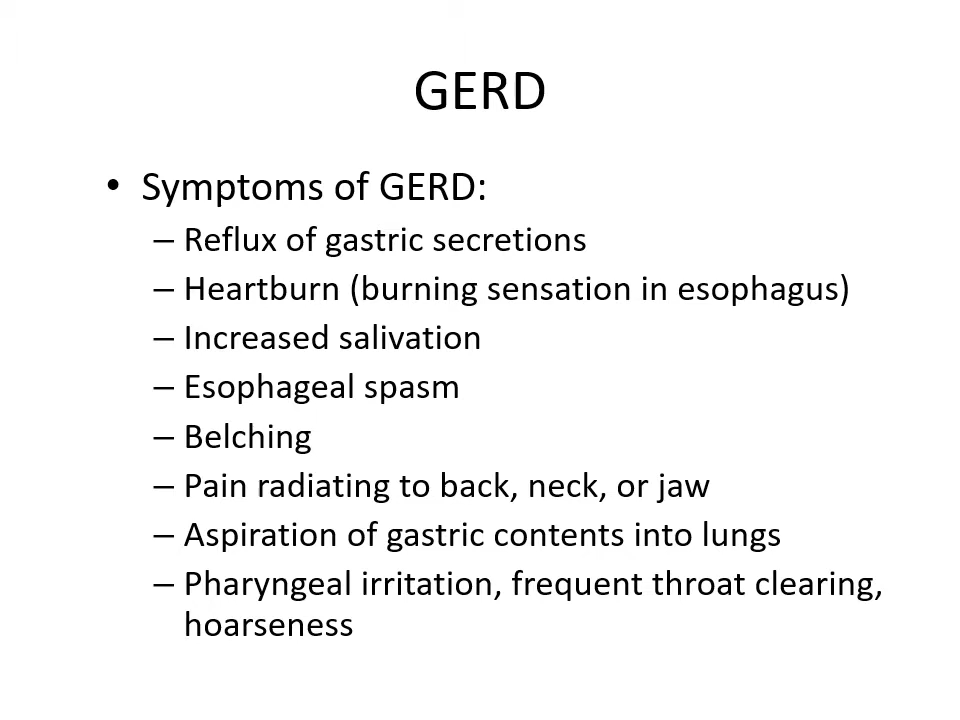 GERD
• Symptoms of GERD:
– Reflux of gastric secretions
– Heartburn (burning sensation in esophagus)
– Increased salivation
– Esophageal spasm
– Belching
– Pain radiating to back, neck, or jaw
– Aspiration of gastric contents into lungs
– Pharyngeal irritation, frequent throat clearing,
hoarseness